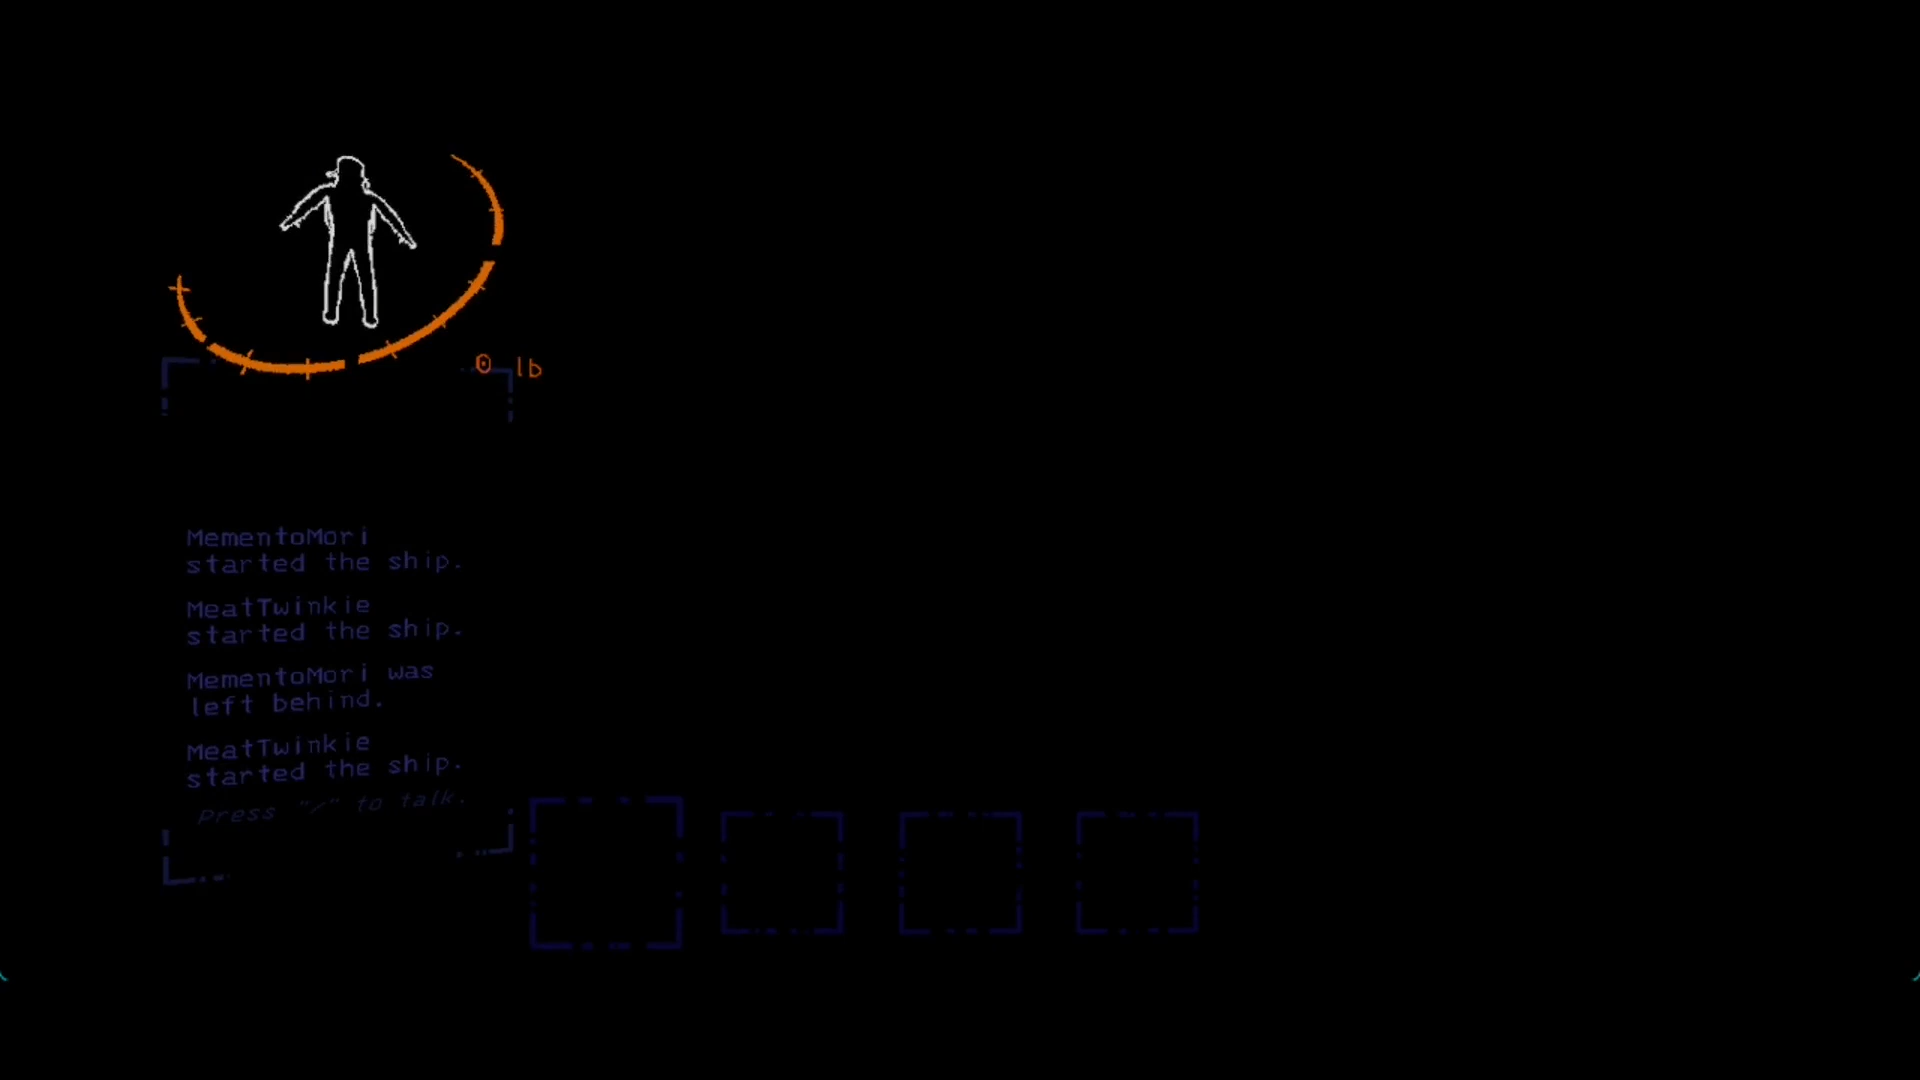 0 lb
MementoMori
started the ship.
MeatTwinkie
started the ship.
MementoMori was
left behind.
MeatTwinkie
started the ship.
Press "/" to talk.